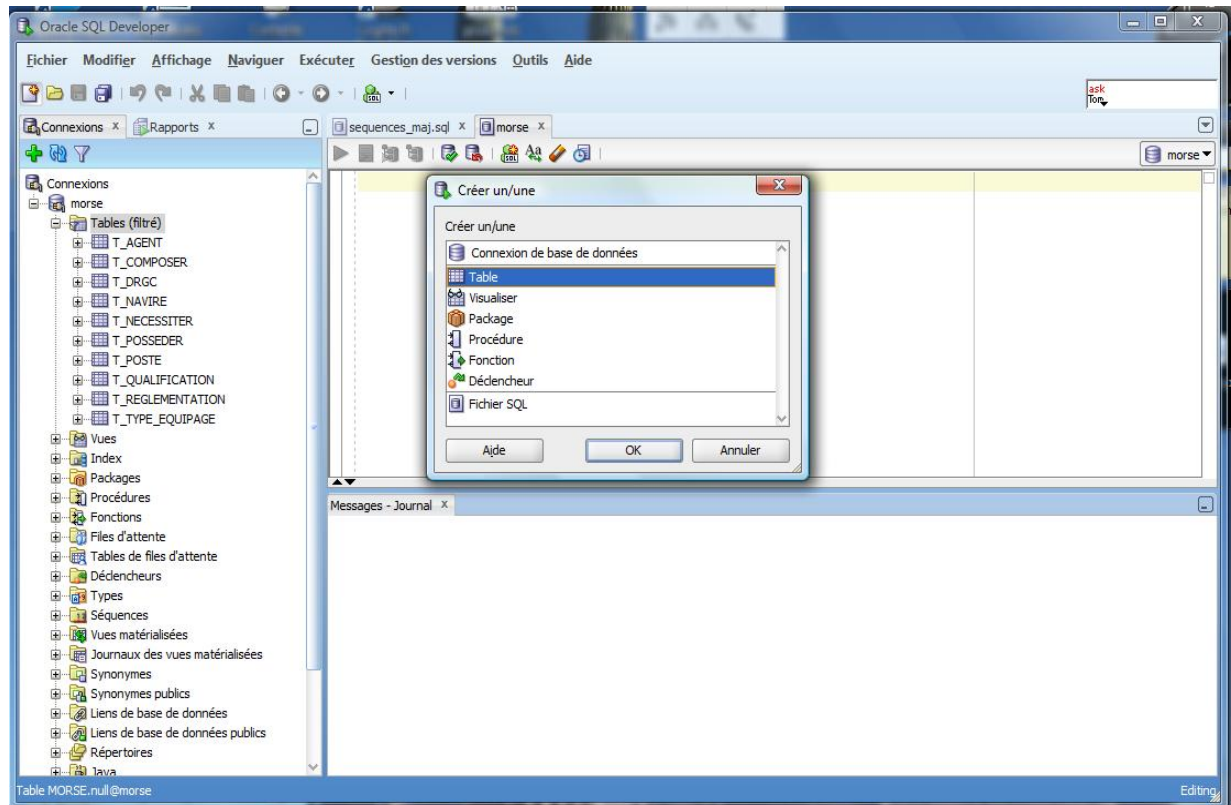 Oracle SQL Developer
Fichier Modifier Affichage Naviguer Exécuter Gestion des versions Outils Aide
ask
Tom
Connexions x Rapports x
sequences_maj.sql x morse x
morse
Connexions
morse
Tables (filtré)
T_AGENT
T_COMPOSER
T_DRGC
T_NAVIRE
T_NECESSITER
T_POSSEDER
T_POSTE
T_QUALIFICATION
T_REGLEMENTATION
T_TYPE_EQUIPAGE
Vues
Index
Packages
Procédures
Fonctions
Files d'attente
Tables de files d'attente
Déclencheurs
Types
Séquences
Vues matérialisées
Journaux des vues matérialisées
Synonymes
Synonymes publics
Liens de base de données
Liens de base de données publics
Répertoires
Java
Créer un/une
Créer un/une
Connexion de base de données
Table
Visualiser
Package
Procédure
Fonction
Déclencheur
Fichier SQL
Aide OK Annuler
Messages - Journal x
Table MORSE.null@morse
Editing